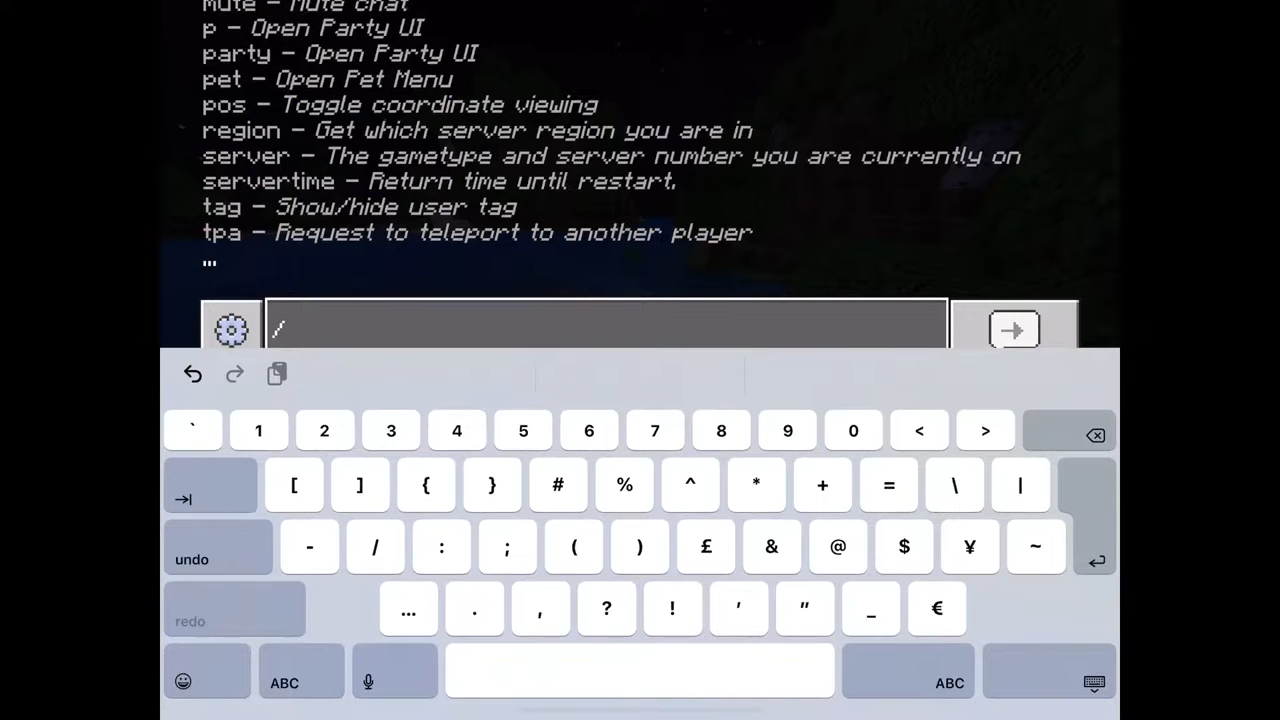 mute – Mute chat
p – Open Party UI
party – Open Party UI
pet – Open Pet Menu
pos – Toggle coordinate viewing
region – Get which server region you are in
server – The gametype and server number you are currently on
servertime – Return time until restart.
tag – Show/hide user tag
tpa – Request to teleport to another player
...
/
` 1 2 3 4 5 6 7 8 9 0 < >
[ ] { } # % ^ * + = \ |
undo - / : ; ( ) £ & @ $ ¥ ~
redo … . , ? ! ' " _ €
ABC ABC